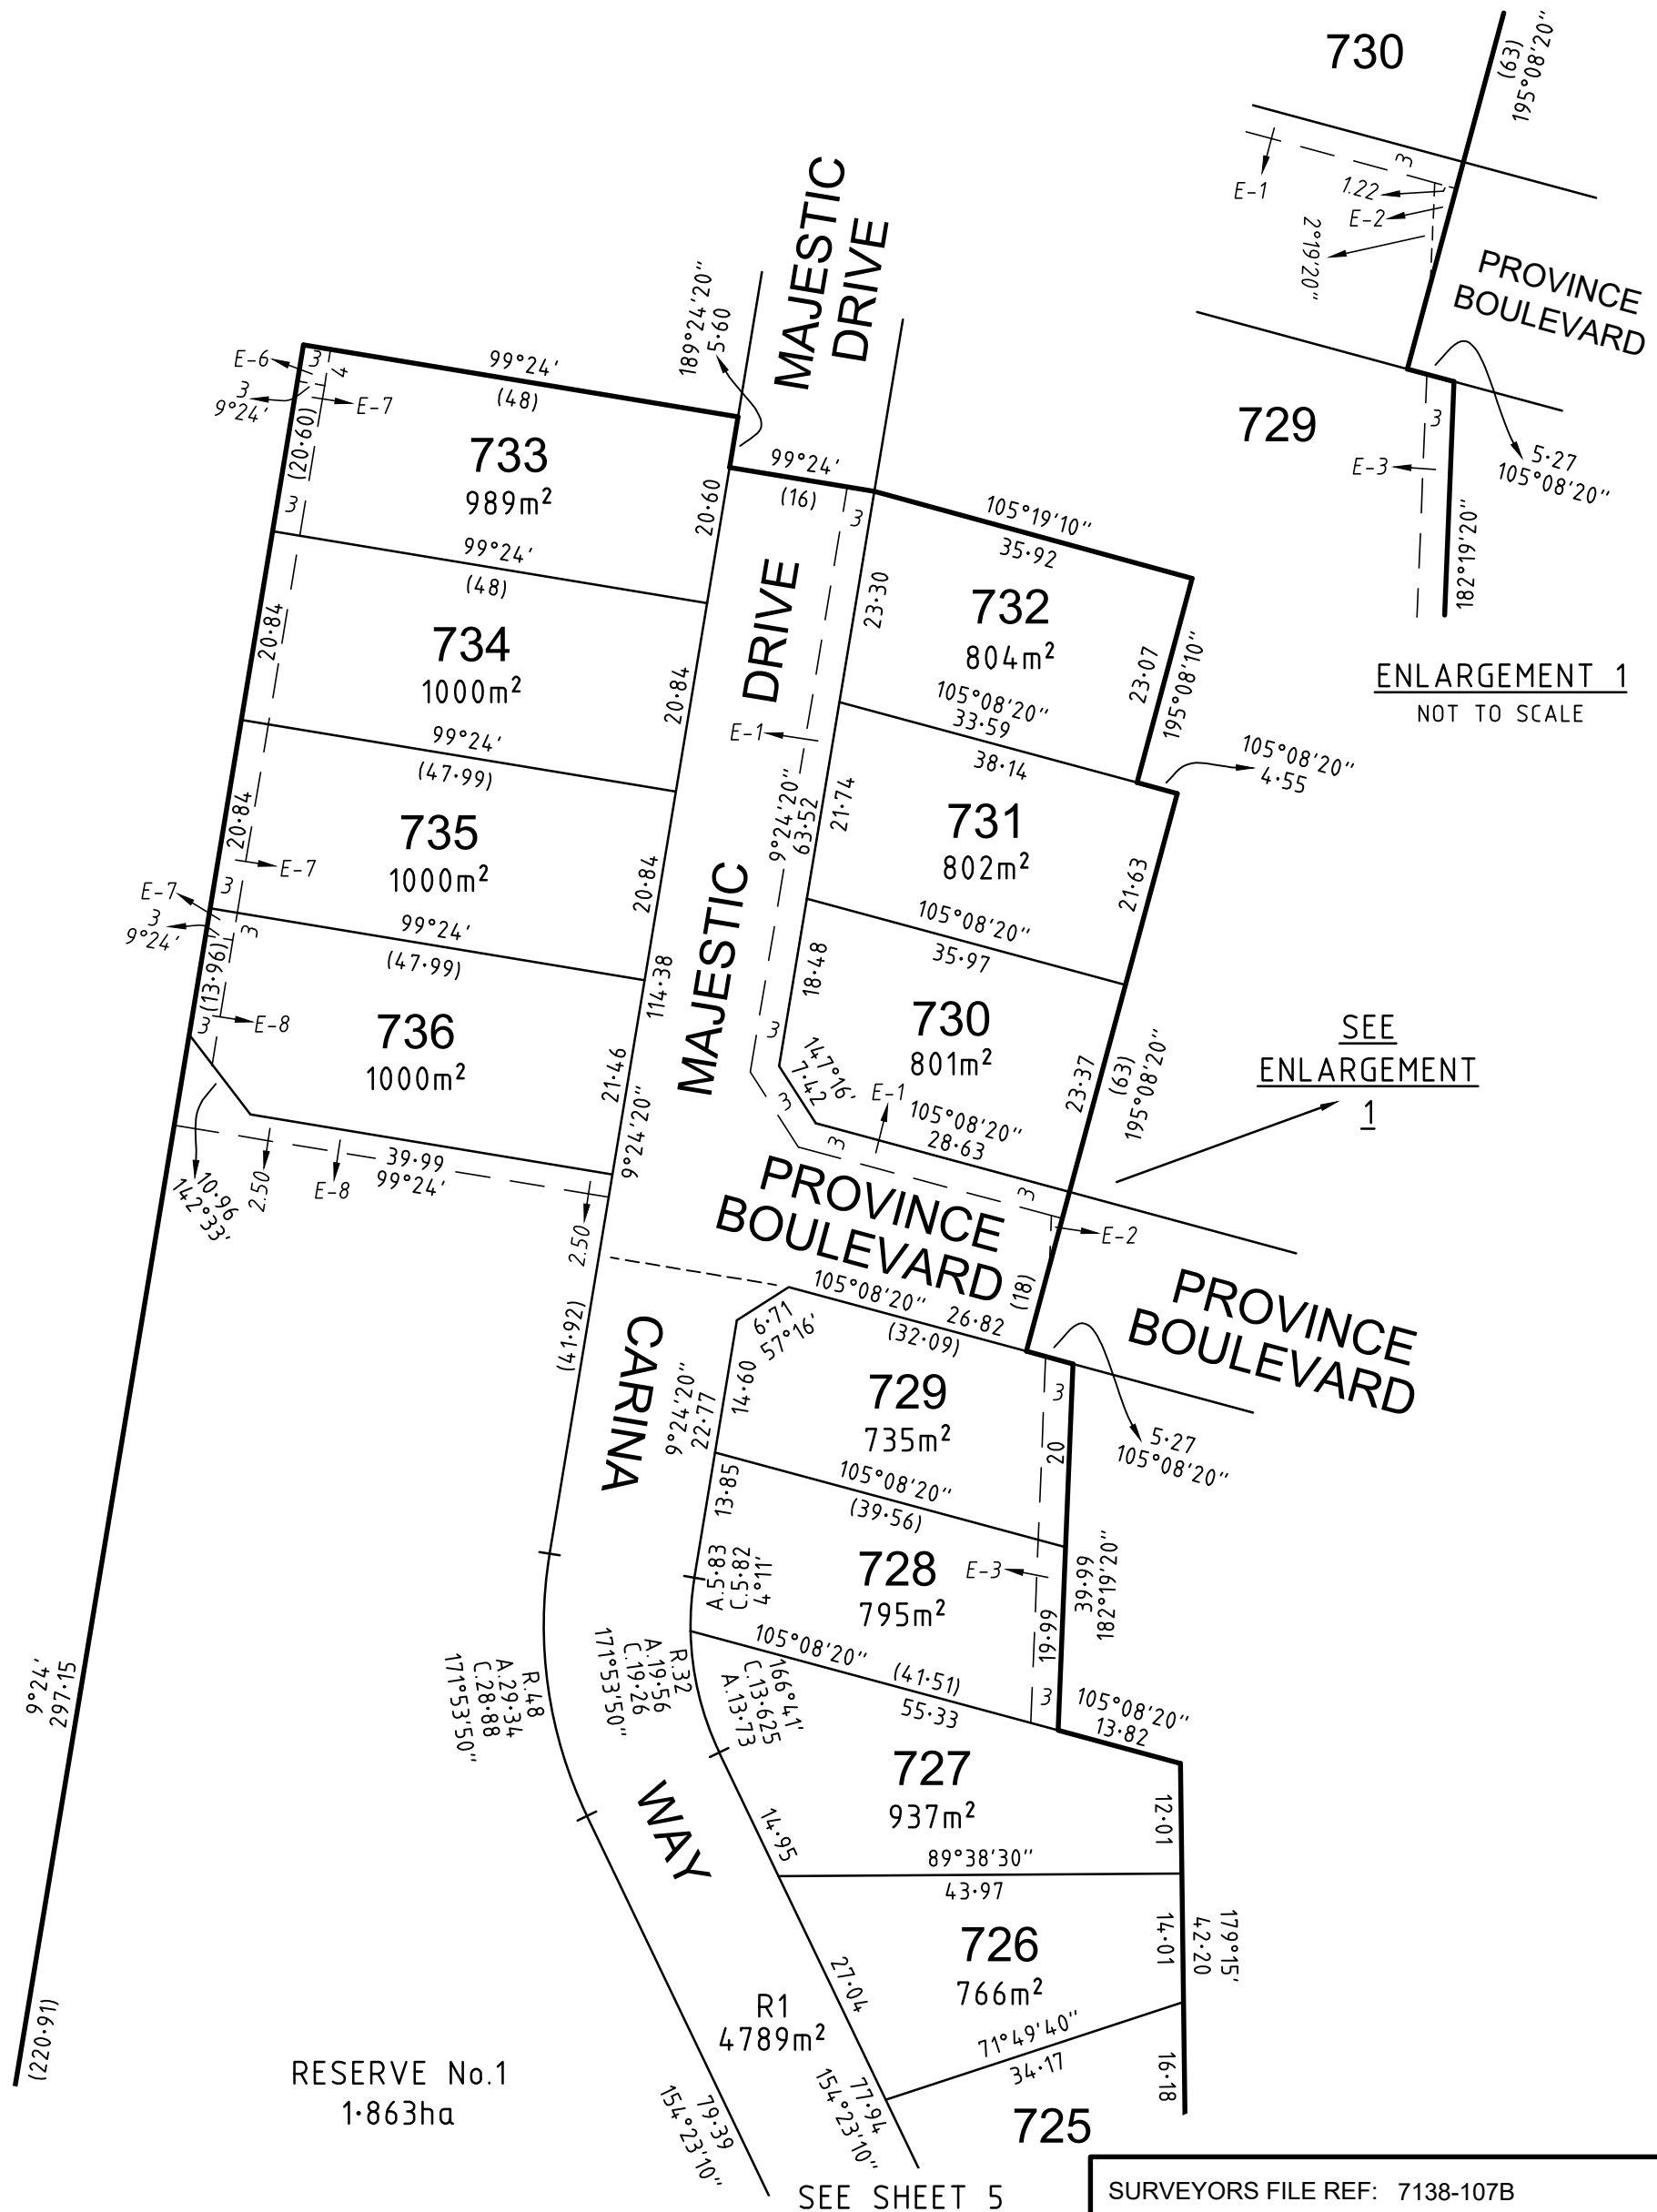 730
(63)
195°08'20"
3
E-1
1.22
E-2
2°19'20"
PROVINCE
BOULEVARD
729
3
E-3
5·27
105°08'20"
182°16'20"
ENLARGEMENT 1
NOT TO SCALE
MAJESTIC
DRIVE
189°24'20"
5·60
E-6
3
4
3
9°24'
E-7
99°24'
(48)
(20·60)
733
989m²
3
20·60
99°24'
(16)
3
105°19'10"
35·92
99°24'
(48)
20·84
734
1000m²
20·84
DRIVE
23·30
732
804m²
23·07
195°08'10"
105°08'20"
33·59
E-1
38·14
105°08'20"
4·55
99°24'
(47·99)
20·84
735
1000m²
20·84
E-7
3
9°24'20"
63·52
21·74
731
802m²
21·63
E-7
3
9°24'
3
99°24'
(47·99)
(13·96)
3
E-8
736
1000m²
114·38
21·46
9°24'20"
MAJESTIC
105°08'20"
35·97
18·48
730
801m²
3
147°16'
7·42
3
E-1
105°08'20"
28·63
3
3
23·37
(63)
195°08'20"
SEE
ENLARGEMENT
1
10·96
142°33'
2.50
E-8
39·99
99°24'
2.50
PROVINCE
BOULEVARD
E-2
(18)
PROVINCE
BOULEVARD
105°08'20"
26·82
(32·09)
6·71
57°16'
(41·92)
CARINA
9°24'20"
22·77
14·60
729
735m²
3
20
5·27
105°08'20"
105°08'20"
(39·56)
13·85
728
795m²
E-3
39·99
182°19'20"
A.5·83
C.5·82
4°11'
19·99
105°08'20"
(41·51)
55·33
3
105°08'20"
13·82
R.48
A.29·34
C.28·88
171°53'50"
R.32
A.19·56
C.19·26
171°53'50"
166°41'
C.13·625
A.13·73
WAY
727
937m²
14·95
12·01
89°38'30"
43·97
726
766m²
27·04
14·01
179°15'
42·20
71°49'40"
34·17
16·18
725
9°24'
297·15
(220·91)
R1
4789m²
RESERVE No.1
1·863ha
79·39
154°23'10"
77·94
154°23'10"
SEE SHEET 5
SURVEYORS FILE REF: 7138-107B